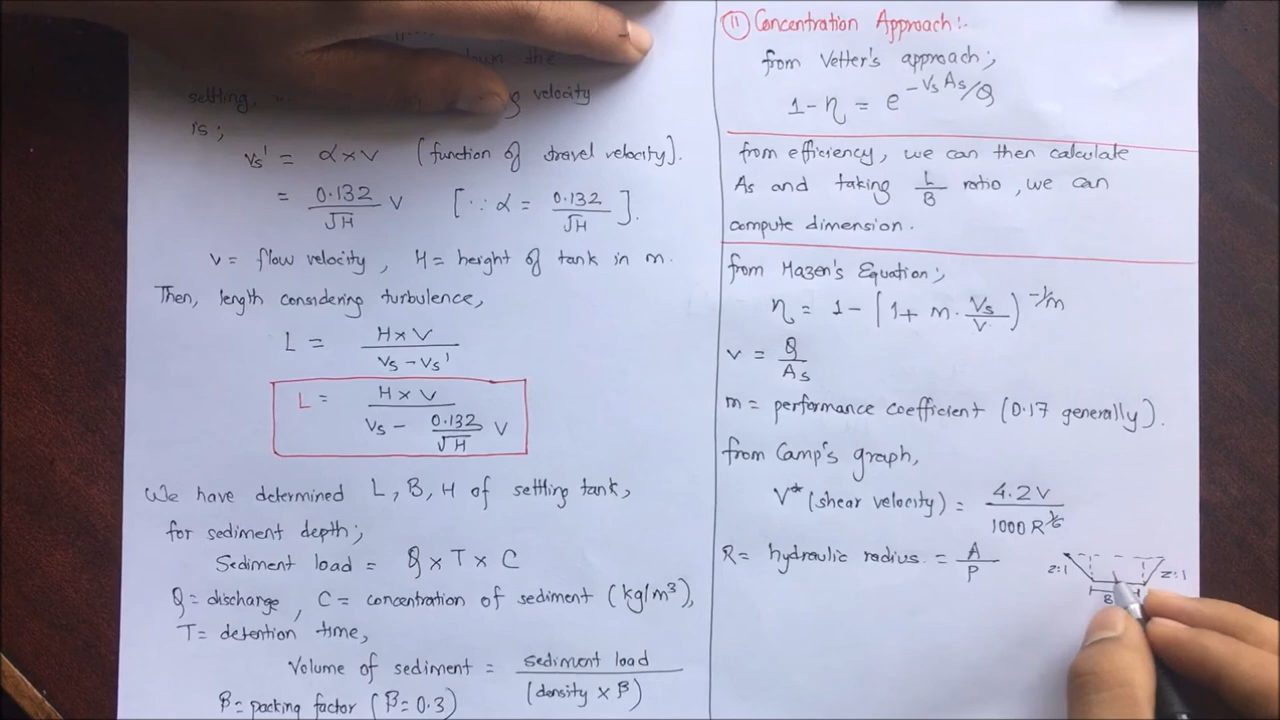 the
settling, velocity
is;
vs' = α×v (function of travel velocity).
= 0.132/√H v [∵ α = 0.132/√H].
v = flow velocity, H = height of tank in m.
Then, length considering turbulence,
L = H×v / vs - vs'
L = H×v / vs - 0.132/√H v
We have determined L, B, H of settling tank,
for sediment depth;
Sediment load = Q × T × C
Q = discharge, C = concentration of sediment (kg/m³),
T = detention time,
Volume of sediment = sediment load / (density × β)
β = packing factor (β = 0.3)
(11) Concentration Approach:-
from Vetter's approach;
1-η = e^(-vsAs/Q)
from efficiency, we can then calculate
As and taking L/B ratio, we can
compute dimension.
from Hazen's Equation;
η = 1 - [1 + m. vs/v.)^(-1/m)
v = Q/As
m = performance coefficient (0.17 generally).
from Camp's graph,
V* (shear velocity) = 4.2v / 1000 R^(1/6)
R = hydraulic radius. = A/P
z:1 z:1
B